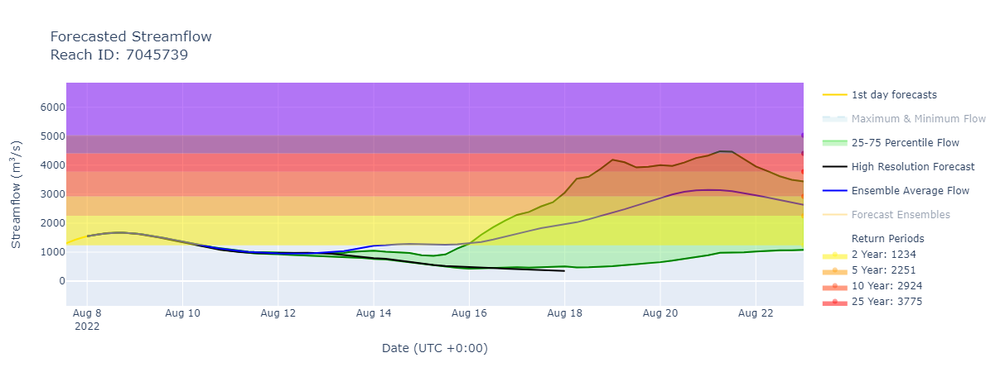 Forecasted Streamflow
Reach ID: 7045739
Streamflow (m³/s)
6000
5000
4000
3000
2000
1000
0
Aug 8
2022
Aug 10
Aug 12
Aug 14
Aug 16
Aug 18
Aug 20
Aug 22
Date (UTC +0:00)
1st day forecasts
Maximum & Minimum Flow
25-75 Percentile Flow
High Resolution Forecast
Ensemble Average Flow
Forecast Ensembles
Return Periods
2 Year: 1234
5 Year: 2251
10 Year: 2924
25 Year: 3775